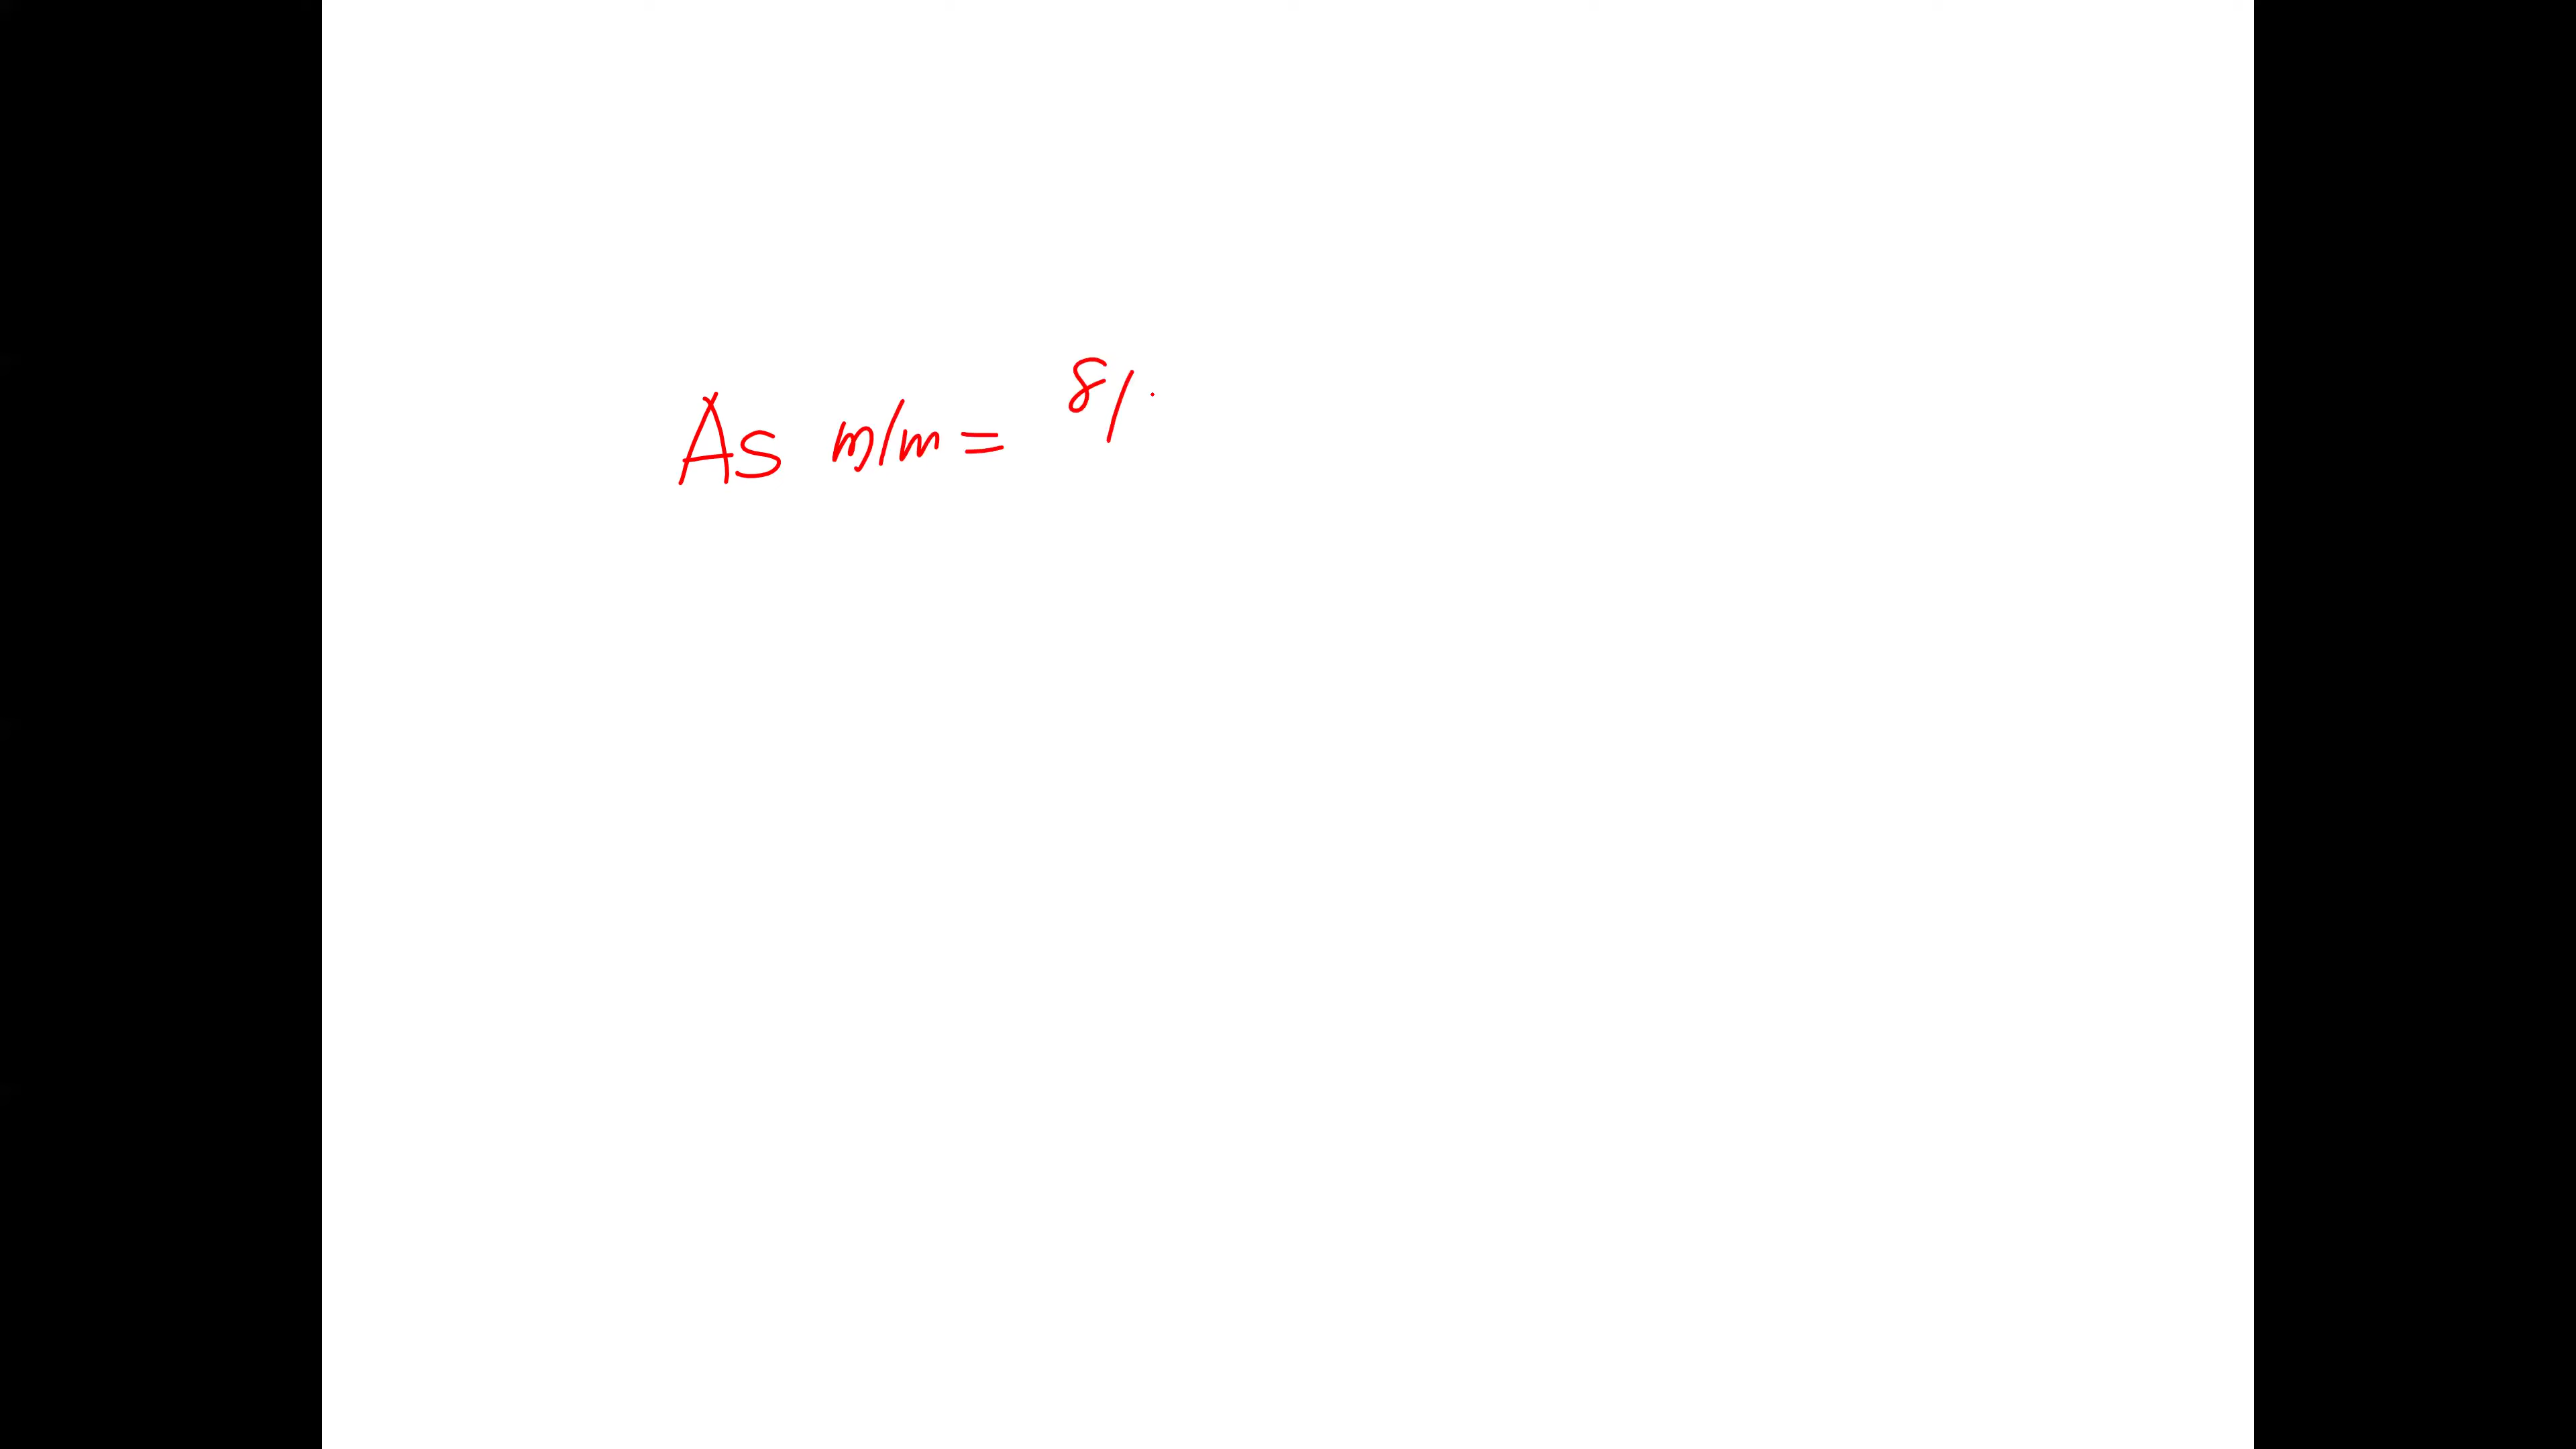 As m/m = 8/.